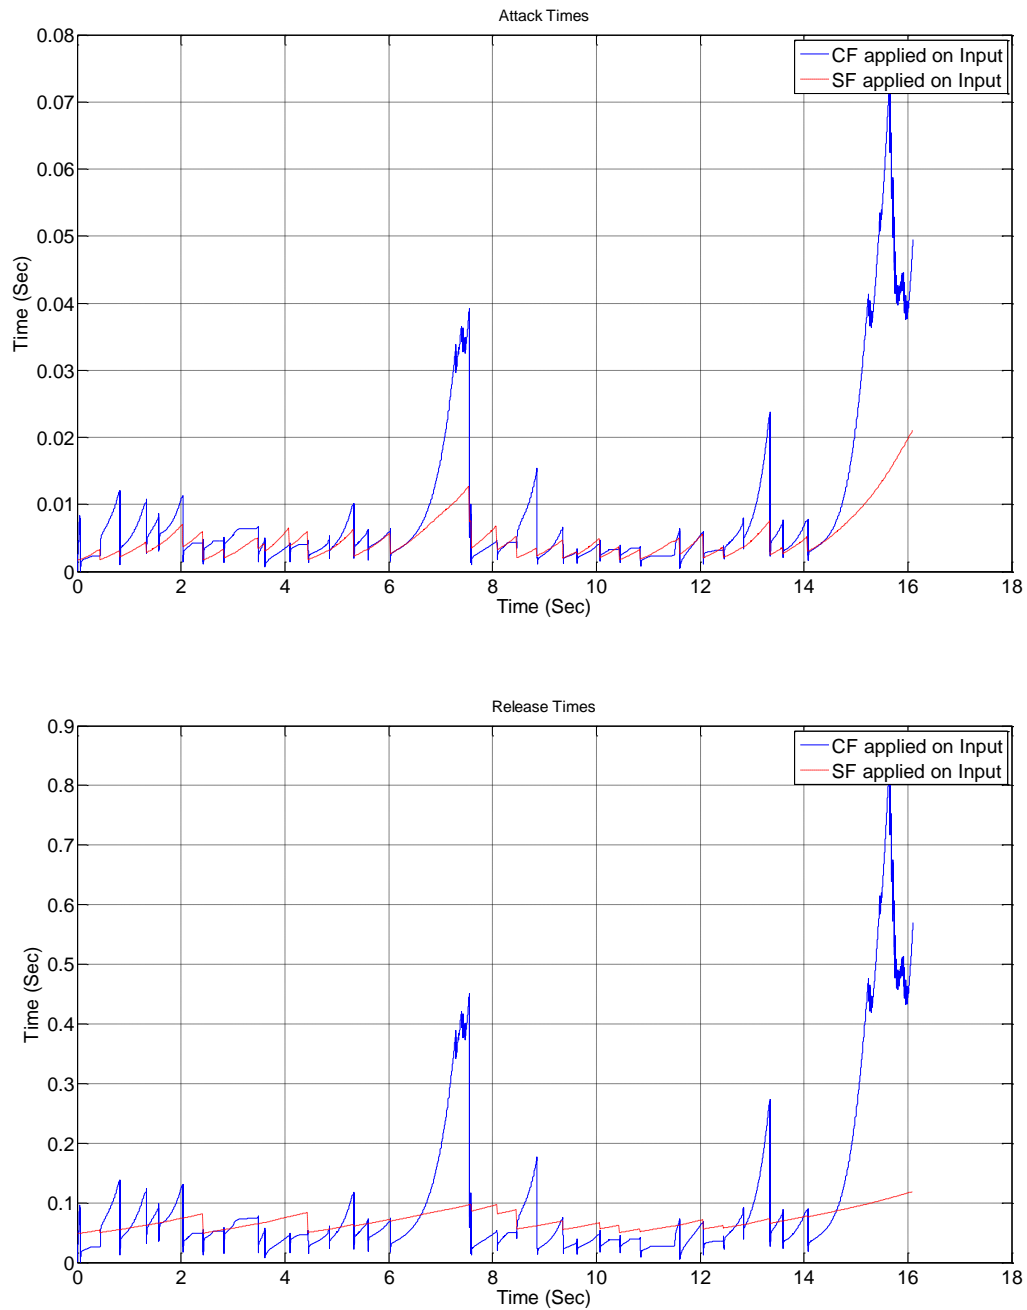 Attack Times
0.08
0.07
0.06
0.05
0.04
0.03
0.02
0.01
0
Time (Sec)
CF applied on Input
SF applied on Input
0 2 4 6 8 10 12 14 16 18
Time (Sec)
Release Times
0.9
0.8
0.7
0.6
0.5
0.4
0.3
0.2
0.1
0
Time (Sec)
CF applied on Input
SF applied on Input
0 2 4 6 8 10 12 14 16 18
Time (Sec)